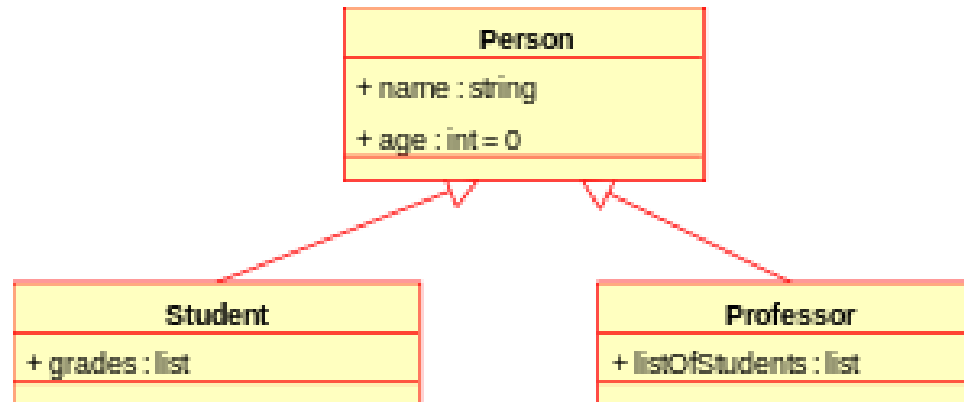 Person
+ name : string
+ age : int = 0
Student
+ grades : list
Professor
+ listOfStudents : list